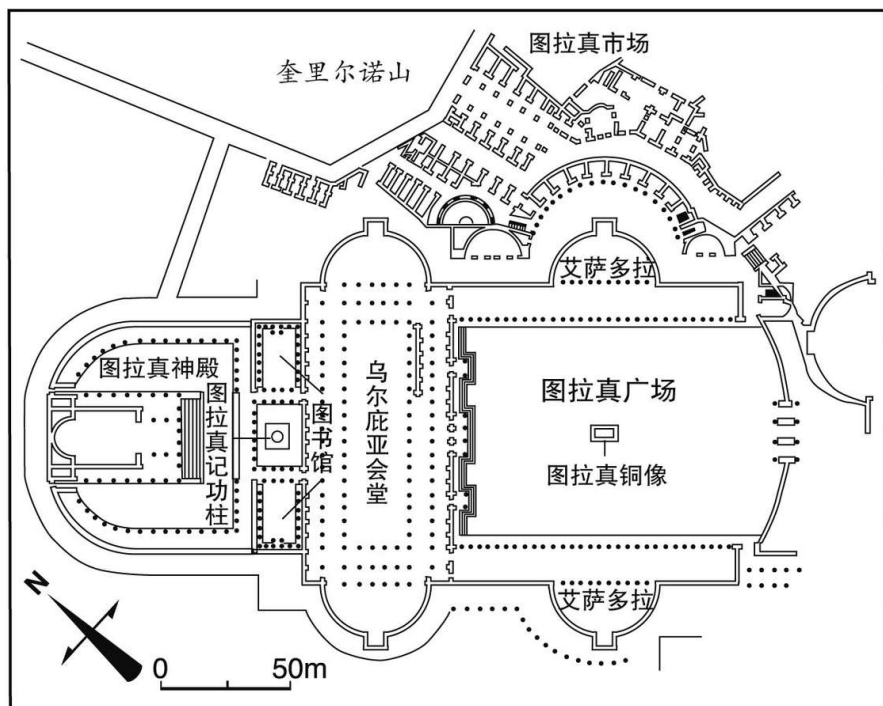 图拉真市场
奎里尔诺山
艾萨多拉
图拉真神殿
图拉真记功柱
图书馆
乌尔庇亚会堂
图拉真广场
图拉真铜像
艾萨多拉
N
0 50m